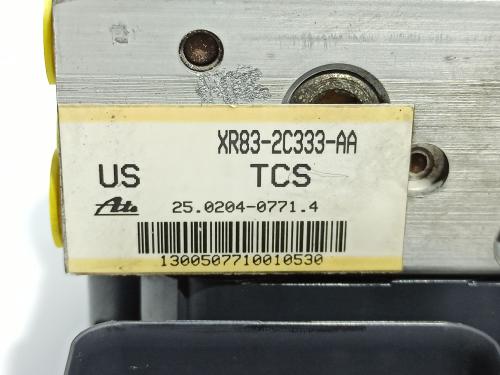 XR83-2C333-AA
US TCS
Ate 25.0204-0771.4
1300507710010530